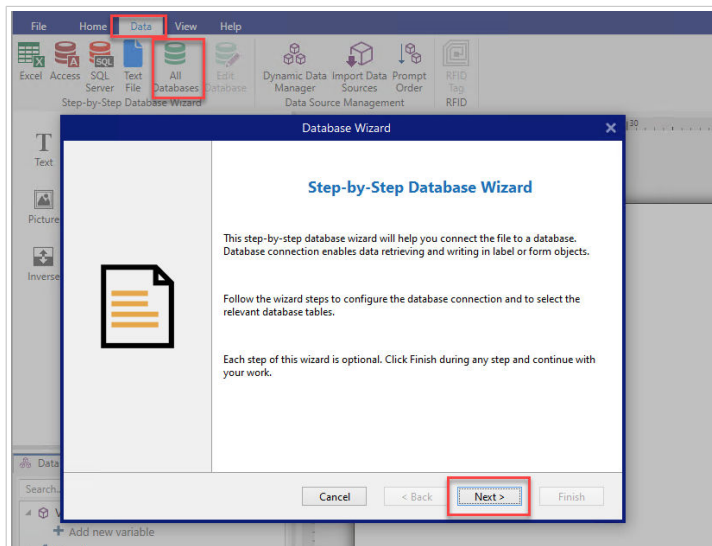 File Home Data View Help
Excel Access SQL Server Text File All Databases Edit Database Dynamic Data Manager Import Data Sources Prompt Order RFID Tag
Step-by-Step Database Wizard Data Source Management RFID
30
Text
Picture
Inverse
Database Wizard
Step-by-Step Database Wizard
This step-by-step database wizard will help you connect the file to a database.
Database connection enables data retrieving and writing in label or form objects.
Follow the wizard steps to configure the database connection and to select the
relevant database tables.
Each step of this wizard is optional. Click Finish during any step and continue with
your work.
Cancel < Back Next > Finish
Data
Search
Add new variable